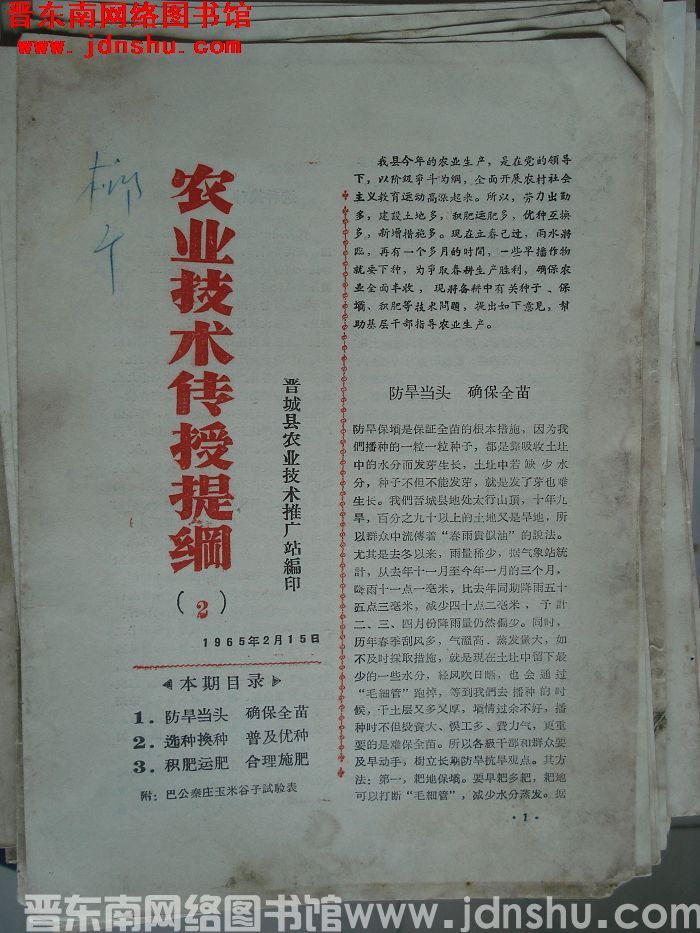 晋东南网络图书馆
www.jdnshu.com
农业技术传授提纲
(2)
晋城县农业技术推广站編印
1965年2月15日
本期目录
1. 防旱当头 确保全苗
2. 选种换种 普及优种
3. 积肥运肥 合理施肥
附：巴公秦庄玉米谷子試驗表
我县今年的农业生产，是在党的领导
下，以阶级爭斗为綱，全面开展农村社会
主义教育运动高漲起来。所以，劳力出勤
多，建設土地多，积肥运肥多，优种互换
多，新增措施多。现在立春已过，雨水將
临，再有一个多月的时間，一些早播作物
就要下种，为爭取春耕生产胜利，确保农
业全面丰收，现將备耕中有关种子、保
墒、积肥等技术問題，提出如下意见，幇
助基层干部指导农业生产。
防旱当头 确保全苗
防旱保墒是保証全苗的根本措施，因为我
們播种的一粒一粒种子，都是靠吸收土壮
中的水分而发芽生长，土壮中若缺少水
分，种子不但不能发芽，就是发了芽也难
生长。我們晋城县地处太行山頂，十年九
旱，百分之九十以上的土地又是旱地，所
以群众中流傳着“春雨貴似油”的說法。
尤其是去冬以来，雨量稀少，据气象站統
計，从去年十一月至今年一月的三个月，
降雨十一点一毫米，比去年同期降雨五十
五点三毫米，减少四十点二毫米，予計
二、三、四月份降雨量仍然偏少。同时，
历年春季刮风多，气溫高、蒸发量大，如
不及时採取措施，就是现在土壮中留下最
少的一些水分，經风吹日晒，也会通过
“毛細管”跑掉，等到我們去播种的时
候，干土层又多又厚，墒情过余不好，播
种时不但投資大、悞工多、費力气，更重
要的是难保全苗。所以各級干部和群众要
及早动手，樹立长期防旱抗旱观点。其方
法：第一，耙地保墒。要早耙多耙，耙地
可以打断“毛細管”，减少水分蒸发。据
·1·
晋东南网络图书馆www.jdnshu.com